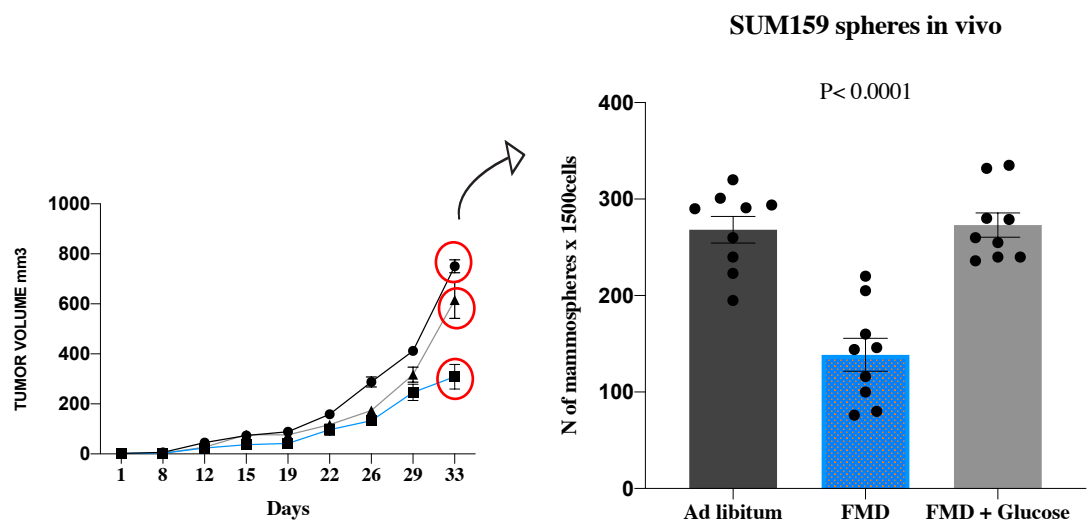 SUM159 spheres in vivo
P< 0.0001
TUMOR VOLUME mm3
1000
800
600
400
200
0
1 8 12 15 19 22 26 29 33
Days
N of mammospheres x 1500cells
400
300
200
100
0
Ad libitum FMD FMD + Glucose